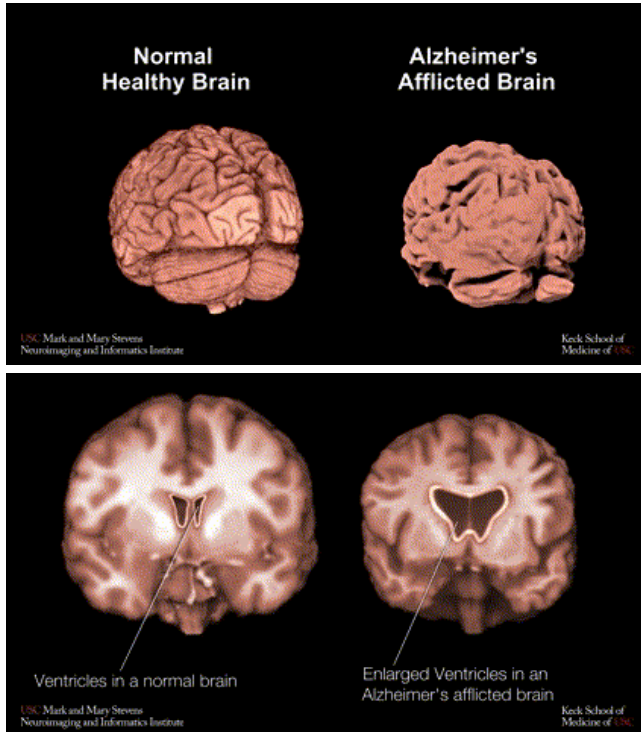 Normal
Healthy Brain
Alzheimer's
Afflicted Brain
USC Mark and Mary Stevens
Neuroimaging and Informatics Institute
Keck School of
Medicine of USC
Ventricles in a normal brain
Enlarged Ventricles in an
Alzheimer's afflicted brain
USC Mark and Mary Stevens
Neuroimaging and Informatics Institute
Keck School of
Medicine of USC